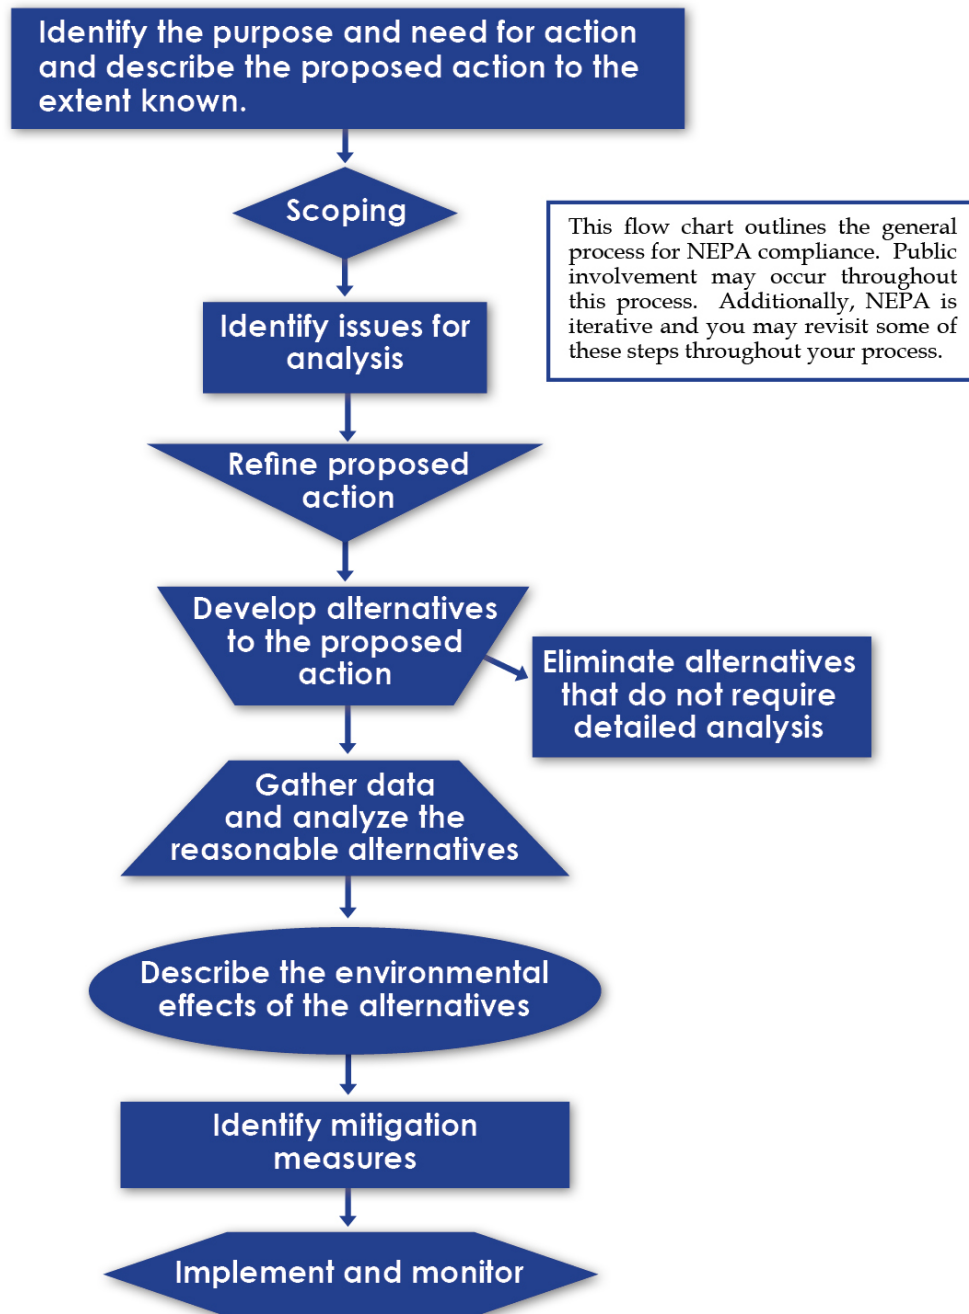 Identify the purpose and need for action
and describe the proposed action to the
extent known.
Scoping
This flow chart outlines the general
process for NEPA compliance. Public
involvement may occur throughout
this process. Additionally, NEPA is
iterative and you may revisit some of
these steps throughout your process.
Identify issues for
analysis
Refine proposed
action
Develop alternatives
to the proposed
action
Eliminate alternatives
that do not require
detailed analysis
Gather data
and analyze the
reasonable alternatives
Describe the environmental
effects of the alternatives
Identify mitigation
measures
Implement and monitor